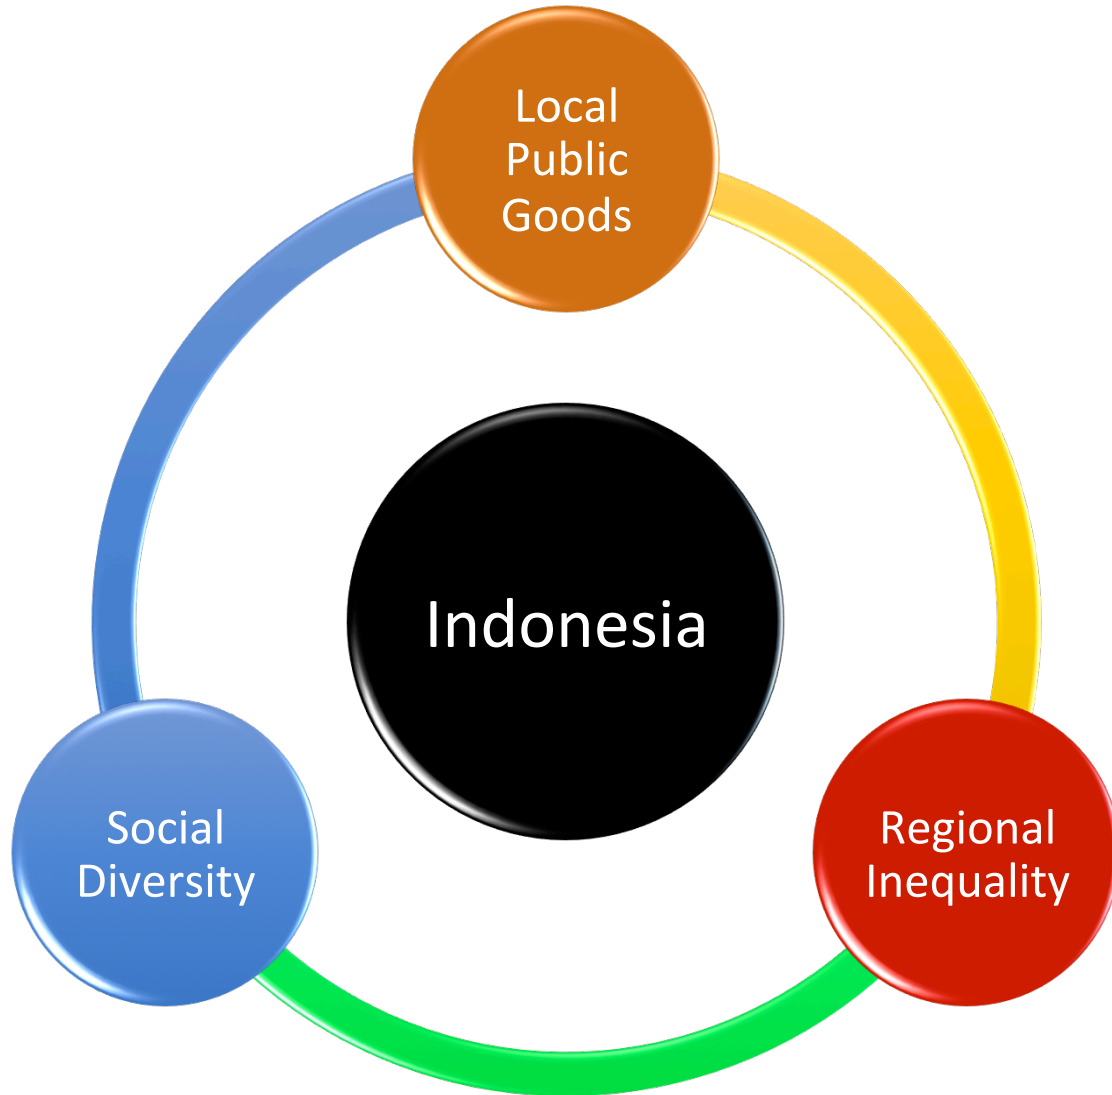 Local
Public
Goods
Indonesia
Social
Diversity
Regional
Inequality